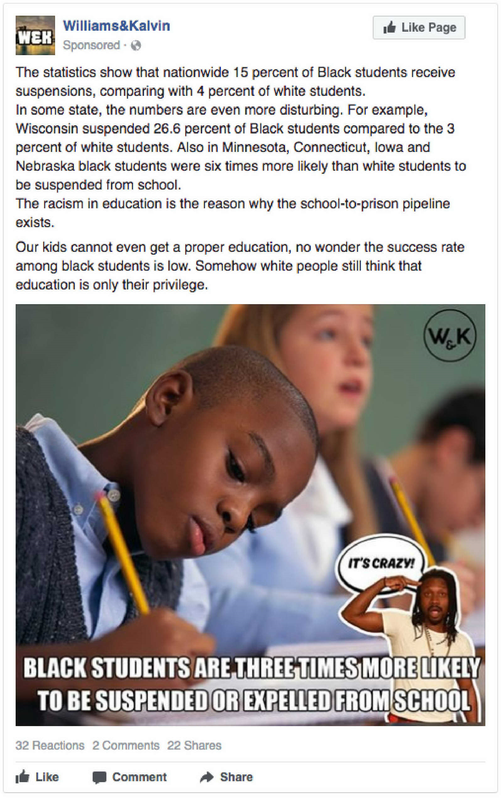 W&K
Williams&Kalvin
Sponsored ·
Like Page
The statistics show that nationwide 15 percent of Black students receive
suspensions, comparing with 4 percent of white students.
In some state, the numbers are even more disturbing. For example,
Wisconsin suspended 26.6 percent of Black students compared to the 3
percent of white students. Also in Minnesota, Connecticut, Iowa and
Nebraska black students were six times more likely than white students to
be suspended from school.
The racism in education is the reason why the school-to-prison pipeline
exists.
Our kids cannot even get a proper education, no wonder the success rate
among black students is low. Somehow white people still think that
education is only their privilege.
W&K
IT'S CRAZY!
BLACK STUDENTS ARE THREE TIMES MORE LIKELY
TO BE SUSPENDED OR EXPELLED FROM SCHOOL
32 Reactions 2 Comments 22 Shares
Like Comment Share